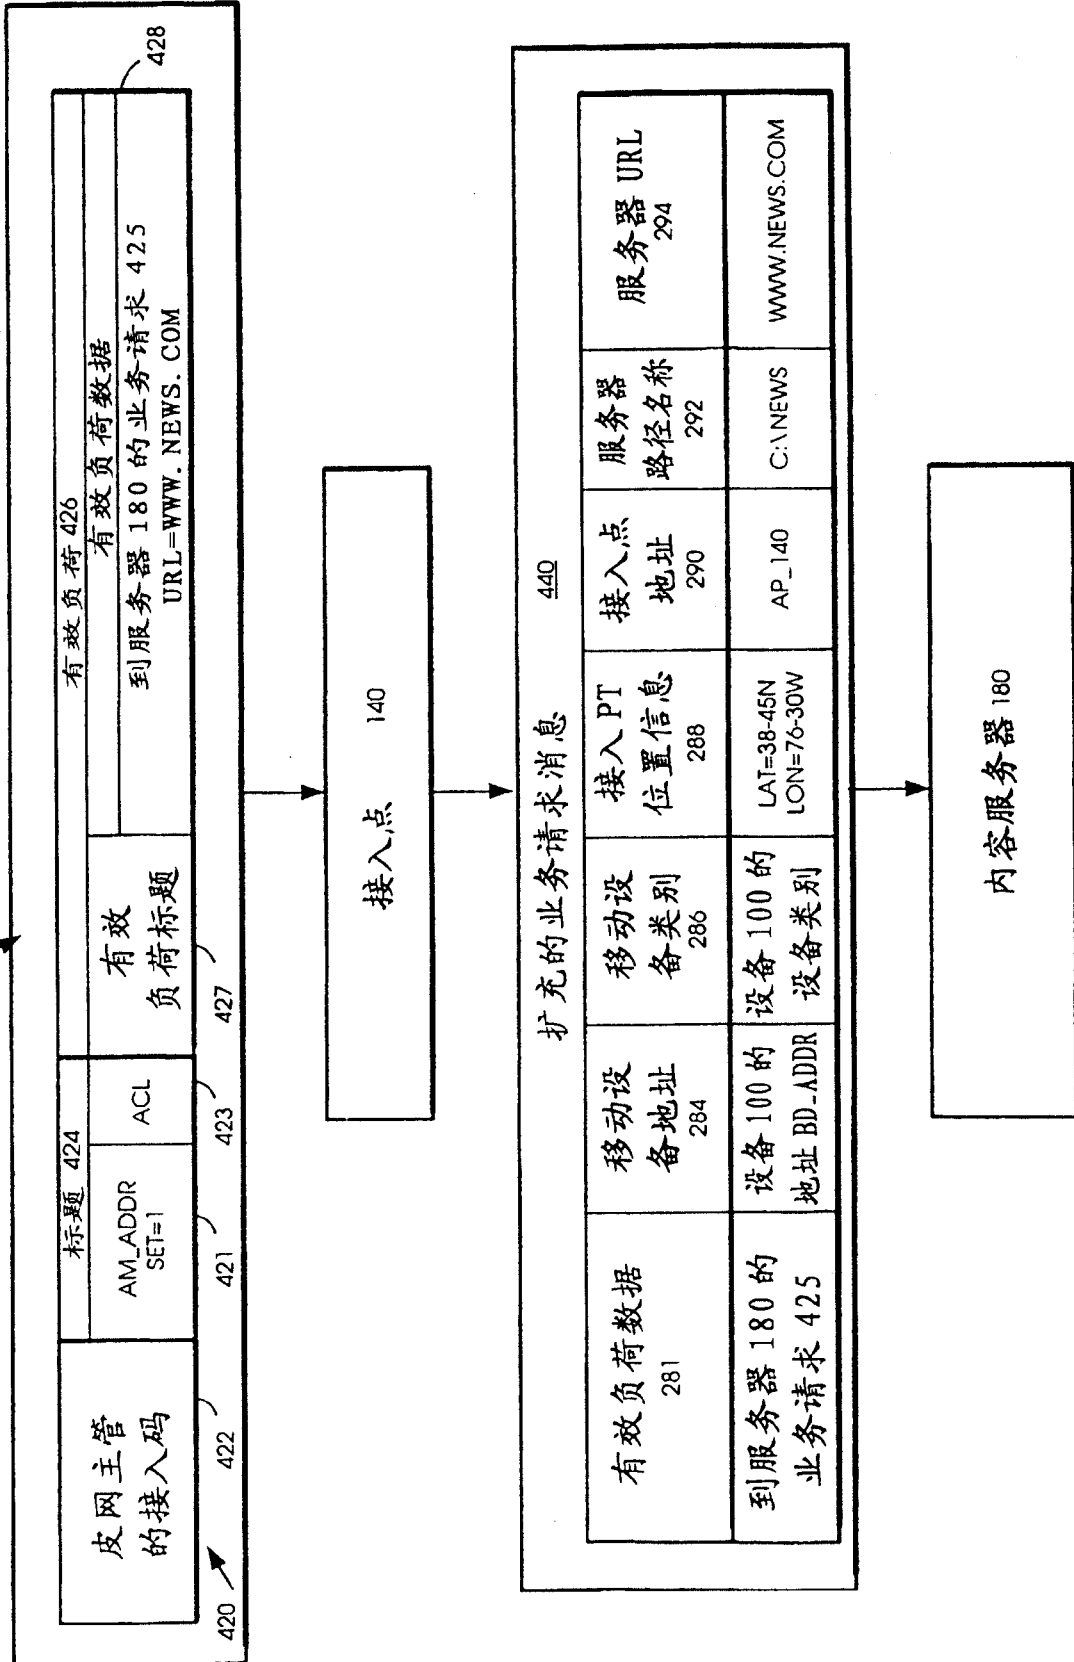 标题 424
有效负荷 426
皮网主管
的接入码
AM_ADDR
SET=1
ACL
有效
负荷标题
有效负荷数据
到服务器 180 的业务请求 425
URL=WWW.NEWS.COM
420
422
421
423
427
428
接入点
140
扩充的业务请求消息
440
有效负荷数据
281
移动设
备地址
284
移动设
备类别
286
接入 PT
位置信息
288
接入点
地址
290
服务器
路径名称
292
服务器 URL
294
到服务器 180 的
业务请求 425
设备 100 的
地址 BD_ADDR
设备 100 的
设备类别
LAT=38-45N
LON=76-30W
AP_140
C:\NEWS
WWW.NEWS.COM
内容服务器 180